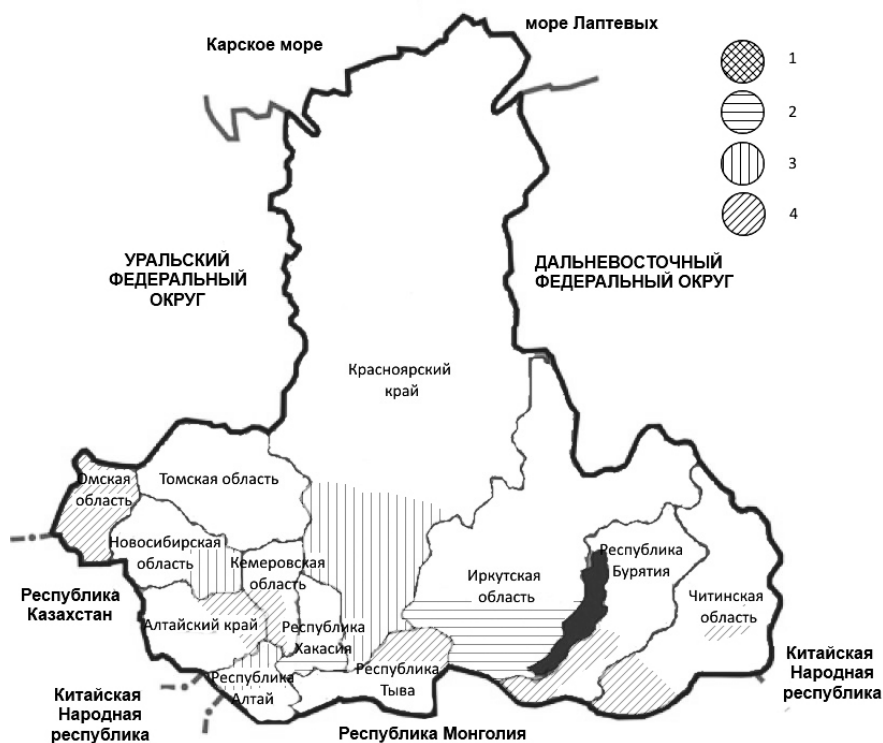 море Лаптевых
Карское море
1
2
3
4
УРАЛЬСКИЙ
ФЕДЕРАЛЬНЫЙ
ОКРУГ
ДАЛЬНЕВОСТОЧНЫЙ
ФЕДЕРАЛЬНЫЙ ОКРУГ
Красноярский
край
Омская
область
Томская область
Новосибирская
область
Кемеровская
область
Республика
Казахстан
Алтайский край
Республика
Хакасия
Иркутская
область
Республика
Бурятия
Читинская
область
Республика
Алтай
Республика
Тыва
Китайская
Народная
республика
Китайская
Народная
республика
Республика Монголия